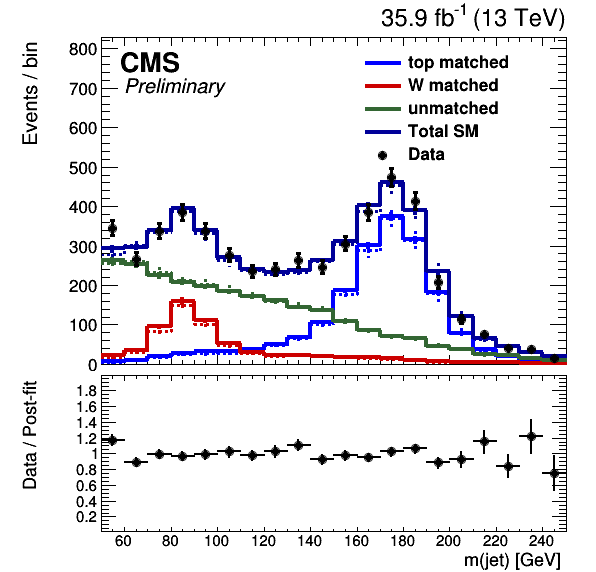 35.9 fb⁻¹ (13 TeV)
Events / bin
800
700
600
500
400
300
200
100
0
CMS
Preliminary
top matched
W matched
unmatched
Total SM
Data
Data / Post-fit
1.8
1.6
1.4
1.2
1
0.8
0.6
0.4
0.2
60 80 100 120 140 160 180 200 220 240
m(jet) [GeV]